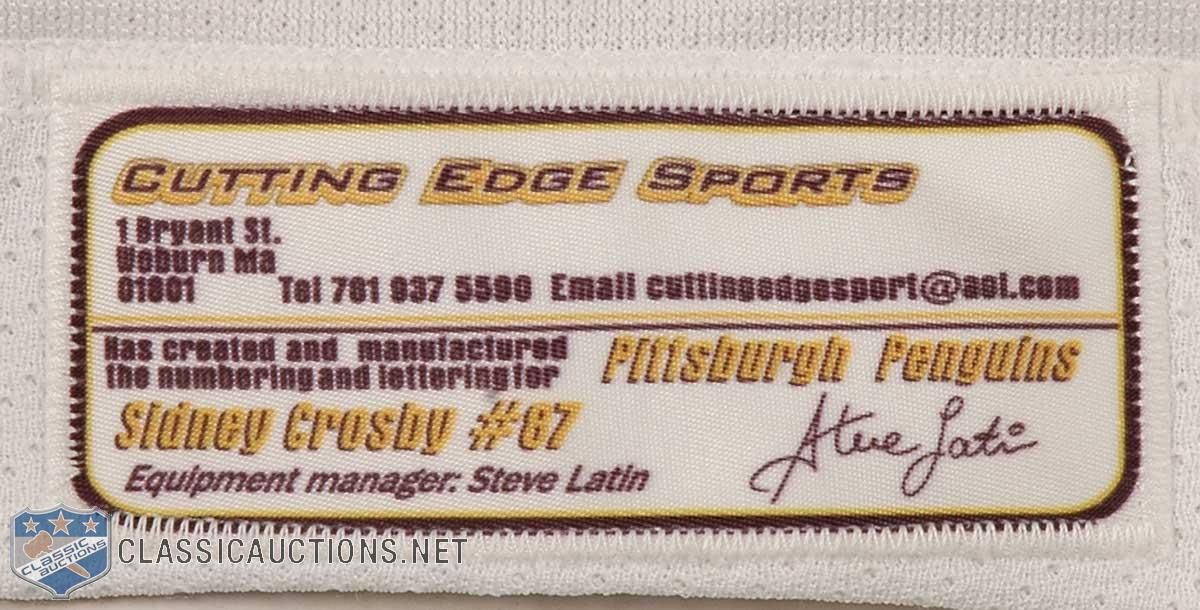 CUTTING EDGE SPORTS
1 Bryant St.
Woburn Ma
01801 Tel 781 937 5596 Email cuttingedgesport@aol.com
Has created and manufactured
the numbering and lettering for
Pittsburgh Penguins
Sidney Crosby #87
Steve Latin
Equipment manager: Steve Latin
CLASSIC AUCTIONS
CLASSICAUCTIONS.NET